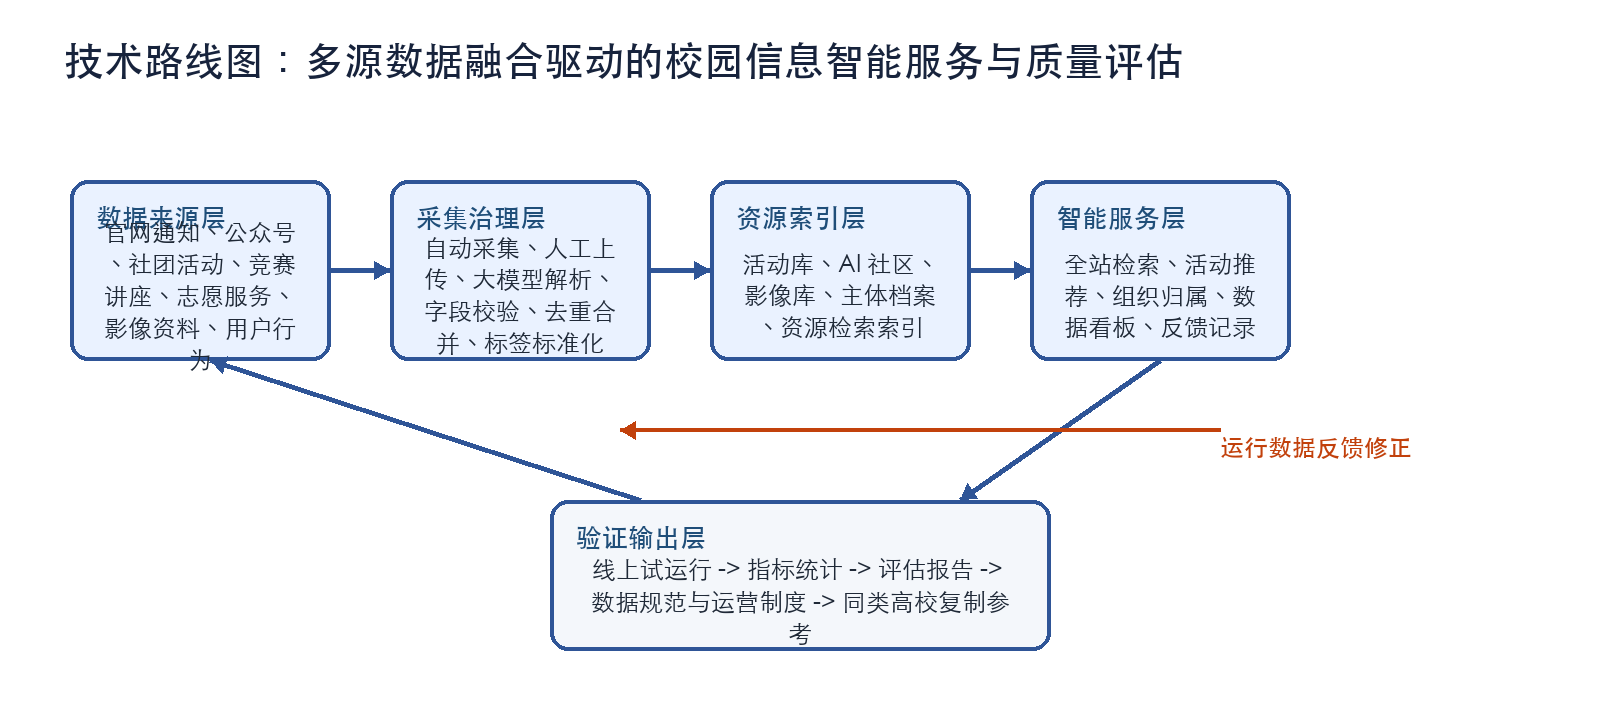 技术路线图：多源数据融合驱动的校园信息智能服务与质量评估
数据来源层
官网通知、公众号
、社团活动、竞赛
讲座、志愿服务、
影像资料、用户行
为
采集治理层
自动采集、人工上
传、大模型解析、
字段校验、去重合
并、标签标准化
资源索引层
活动库、AI 社区、
影像库、主体档案
、资源检索索引
智能服务层
全站检索、活动推
荐、组织归属、数
据看板、反馈记录
运行数据反馈修正
验证输出层
线上试运行 -> 指标统计 -> 评估报告 ->
数据规范与运营制度 -> 同类高校复制参
考